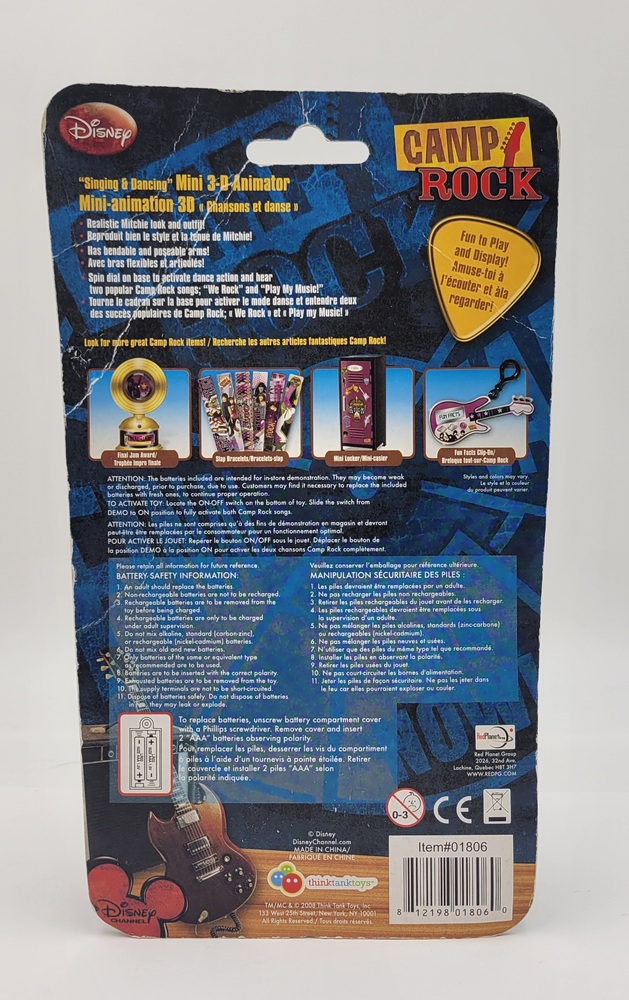 Disney
CAMP
ROCK
"Singing & Dancing" Mini 3-D Animator
Mini-animation 3D « Chansons et danse »
Realistic Mitchie look and outfit!
Reproduit bien le style et la tenue de Mitchie!
Has bendable and poseable arms!
Avec bras flexibles et articulés!
Spin dial on base to activate dance action and hear
two popular Camp Rock songs; "We Rock" and "Play My Music!"
Tourne le cadran sur la base pour activer le mode danse et entendre deux
des succès populaires de Camp Rock; « We Rock » et « Play my Music! »
Fun to Play
and Display!
Amuse-toi à
l'écouter et àla
regarder!
Look for more great Camp Rock items! / Recherche les autres articles fantastiques Camp Rock!
FUN FACTS
Final Jam Award/
Trophée Impro finale
Slap Bracelets/Bracelets-slap
Mini Locker/Mini-casier
Fun Facts Clip-On/
Breloque tout-sur-Camp Rock
Styles and colors may vary.
Le style et la couleur
du produit peuvent varier.
ATTENTION: The batteries included are intended for in-store demonstration. They may become weak
or discharged, prior to purchase, due to use. Customers may find it necessary to replace the included
batteries with fresh ones, to continue proper operation.
TO ACTIVATE TOY: Locate the ON-OFF switch on the bottom of toy. Slide the switch from
DEMO to ON position to fully activate both Camp Rock songs.
ATTENTION: Les piles ne sont comprises qu'à des fins de démonstration en magasin et devront
peut-être être remplacées par le consommateur pour un fonctionnement optimal.
POUR ACTIVER LE JOUET: Repérer le bouton ON/OFF sous le jouet. Déplacer le bouton de
la position DÉMO à la position ON pour activer les deux chansons Camp Rock complètement.
Please retain all information for future reference.
BATTERY-SAFETY INFORMATION:
1. An adult should replace the batteries.
2. Non-rechargeable batteries are not to be recharged.
3. Rechargeable batteries are to be removed from the
toy before being charged.
4. Rechargeable batteries are only to be charged
under adult supervision.
5. Do not mix alkaline, standard (carbon-zinc),
or rechargeable (nickel-cadmium) batteries.
6. Do not mix old and new batteries.
7. Only batteries of the same or equivalent type
as recommended are to be used.
8. Batteries are to be inserted with the correct polarity.
9. Exhausted batteries are to be removed from the toy.
10. The supply terminals are not to be short-circuited.
11. Dispose of batteries safely. Do not dispose of batteries
in fire, they may leak or explode.
Veuillez conserver l'emballage pour référence ultérieure.
MANIPULATION SÉCURITAIRE DES PILES :
1. Les piles devraient être remplacées par un adulte.
2. Ne pas recharger les piles non rechargeables.
3. Retirer les piles rechargeables du jouet avant de les recharger.
4. Les piles rechargeables devraient être remplacées sous
la supervision d'un adulte.
5. Ne pas mélanger les piles alcalines, standards (zinc-carbone)
ou rechargeables (nickel-cadmium).
6. Ne pas mélanger les piles neuves et usées.
7. N'utiliser que des piles du même type tel que recommandé.
8. Installer les piles en observant la polarité.
9. Retirer les piles usées du jouet.
10. Ne pas court-circuiter les bornes d'alimentation.
11. Jeter les piles de façon sécuritaire. Ne pas les jeter dans
le feu car elles pourraient exploser ou couler.
To replace batteries, unscrew battery compartment cover
with a Phillips screwdriver. Remove cover and insert
2 "AAA" batteries observing polarity.
Pour remplacer les piles, desserrer les vis du compartiment
à piles à l'aide d'un tournevis à pointe étoilée. Retirer
le couvercle et installer 2 piles "AAA" selon
la polarité indiquée.
RedPlanet
Red Planet Group
2026, 32nd Ave.
Lachine, Quebec H8T 3H7
WWW.REDPG.COM
0-3
CE
© Disney
DisneyChannel.com
MADE IN CHINA/
FABRIQUÉ EN CHINE
thinktanktoys
TM/MC & © 2008 Think Tank Toys, Inc.
133 West 25th Street, New York, NY, 10001
All Rights Reserved./ Tous droits réservés.
Disney
CHANNEL
Item#01806
8 12198 01806 0